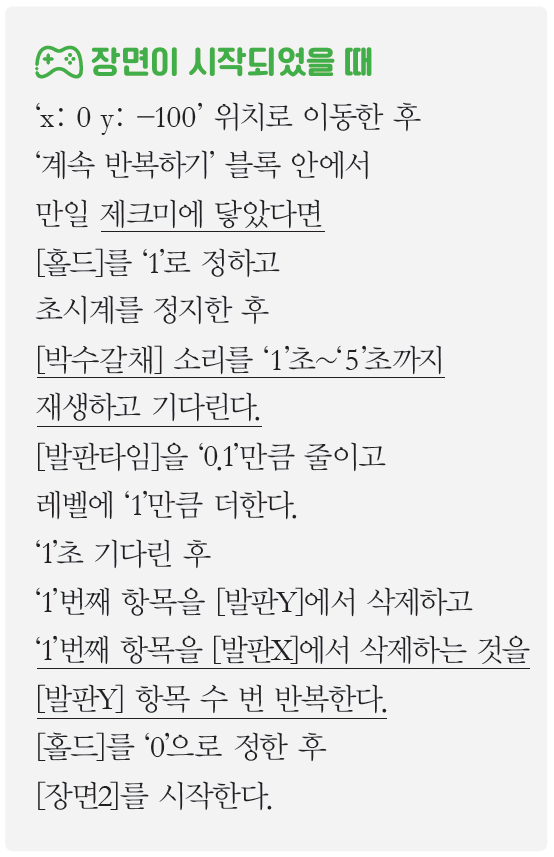 장면이 시작되었을 때
‘x: 0 y: -100’ 위치로 이동한 후
‘계속 반복하기’ 블록 안에서
만일 제크미에 닿았다면
[홀드]를 ‘1’로 정하고
초시계를 정지한 후
[박수갈채] 소리를 ‘1’초~‘5’초까지
재생하고 기다린다.
[발판타임]을 ‘0.1’만큼 줄이고
레벨에 ‘1’만큼 더한다.
‘1’초 기다린 후
‘1’번째 항목을 [발판Y]에서 삭제하고
‘1’번째 항목을 [발판X]에서 삭제하는 것을
[발판Y] 항목 수 번 반복한다.
[홀드]를 ‘0’으로 정한 후
[장면2]를 시작한다.